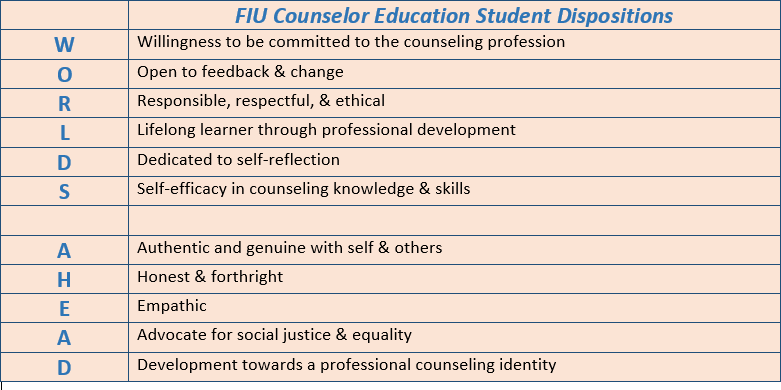 FIU Counselor Education Student Dispositions
W Willingness to be committed to the counseling profession
O Open to feedback & change
R Responsible, respectful, & ethical
L Lifelong learner through professional development
D Dedicated to self-reflection
S Self-efficacy in counseling knowledge & skills
A Authentic and genuine with self & others
H Honest & forthright
E Empathic
A Advocate for social justice & equality
D Development towards a professional counseling identity